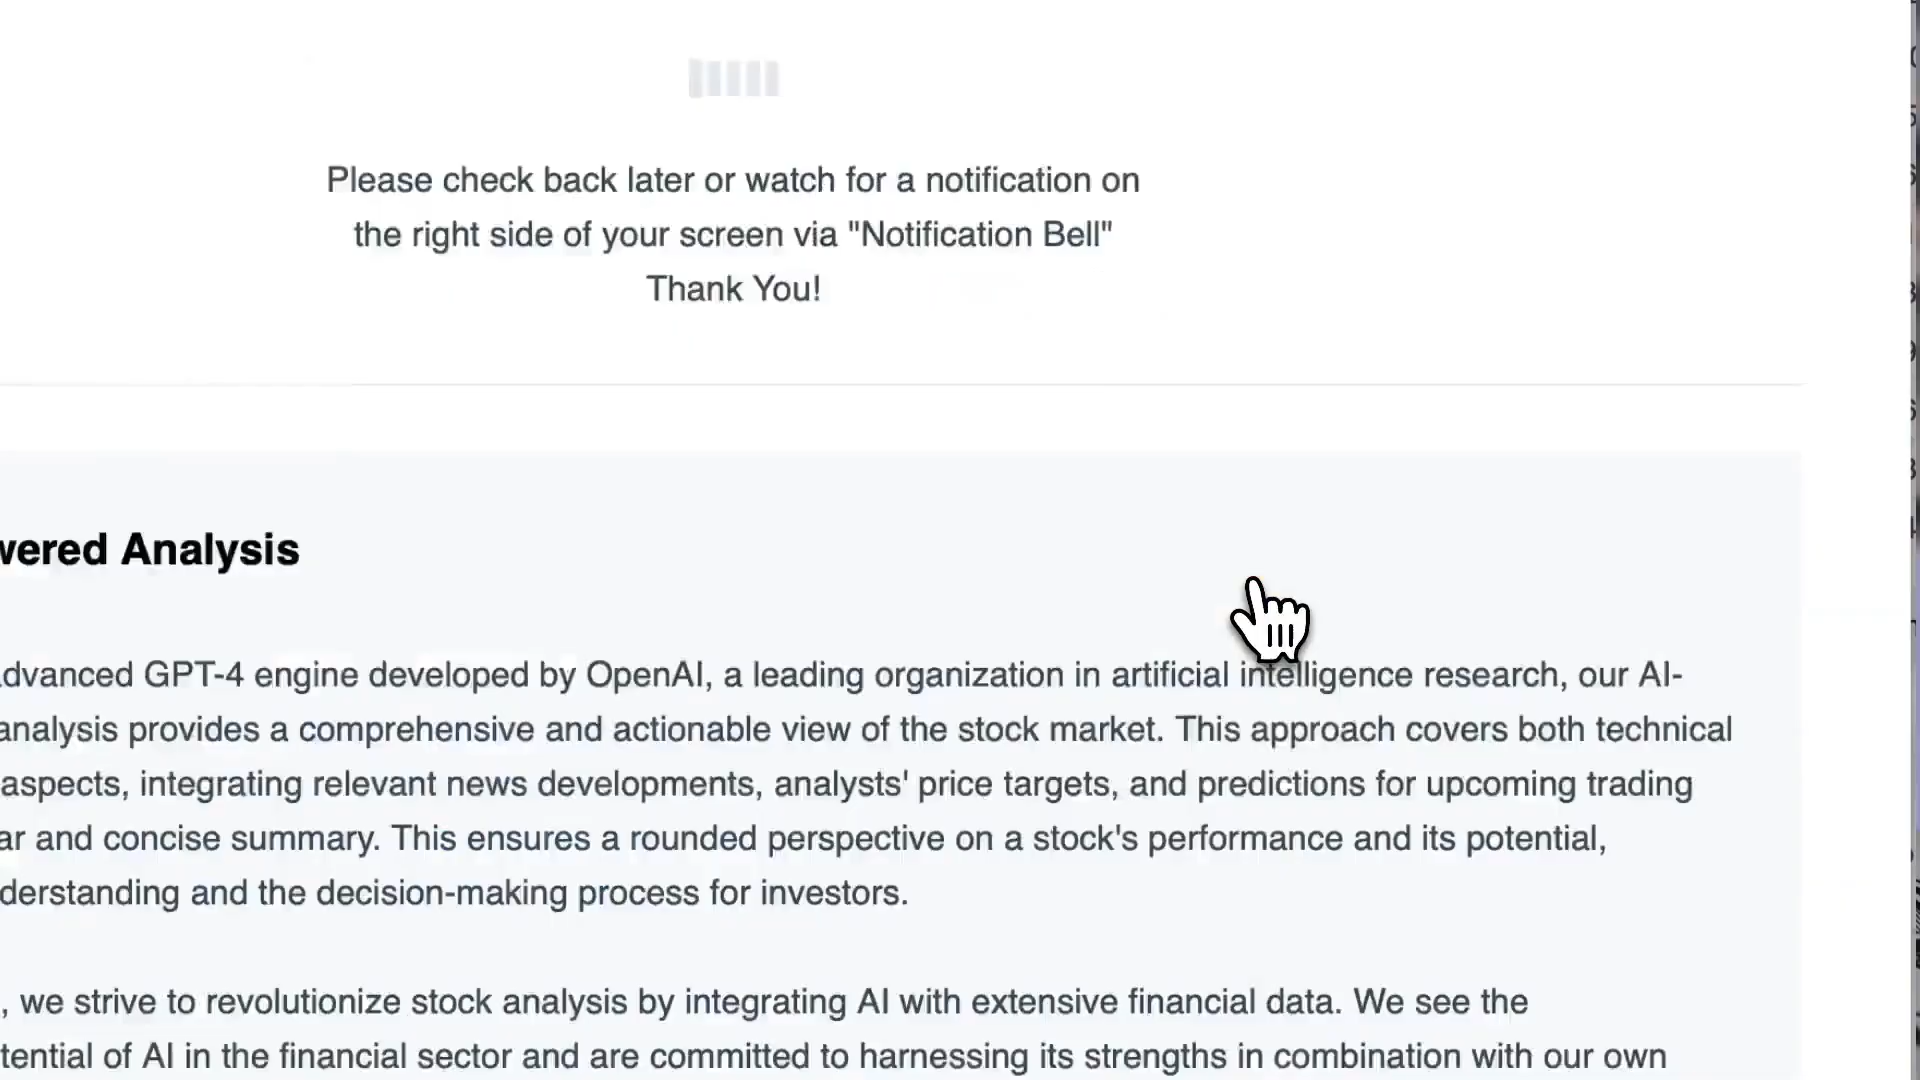 Please check back later or watch for a notification on
the right side of your screen via "Notification Bell"
Thank You!
wered Analysis
dvanced GPT-4 engine developed by OpenAI, a leading organization in artificial intelligence research, our AI-
analysis provides a comprehensive and actionable view of the stock market. This approach covers both technical
aspects, integrating relevant news developments, analysts' price targets, and predictions for upcoming trading
ar and concise summary. This ensures a rounded perspective on a stock's performance and its potential,
derstanding and the decision-making process for investors.
, we strive to revolutionize stock analysis by integrating AI with extensive financial data. We see the
tential of AI in the financial sector and are committed to harnessing its strengths in combination with our own